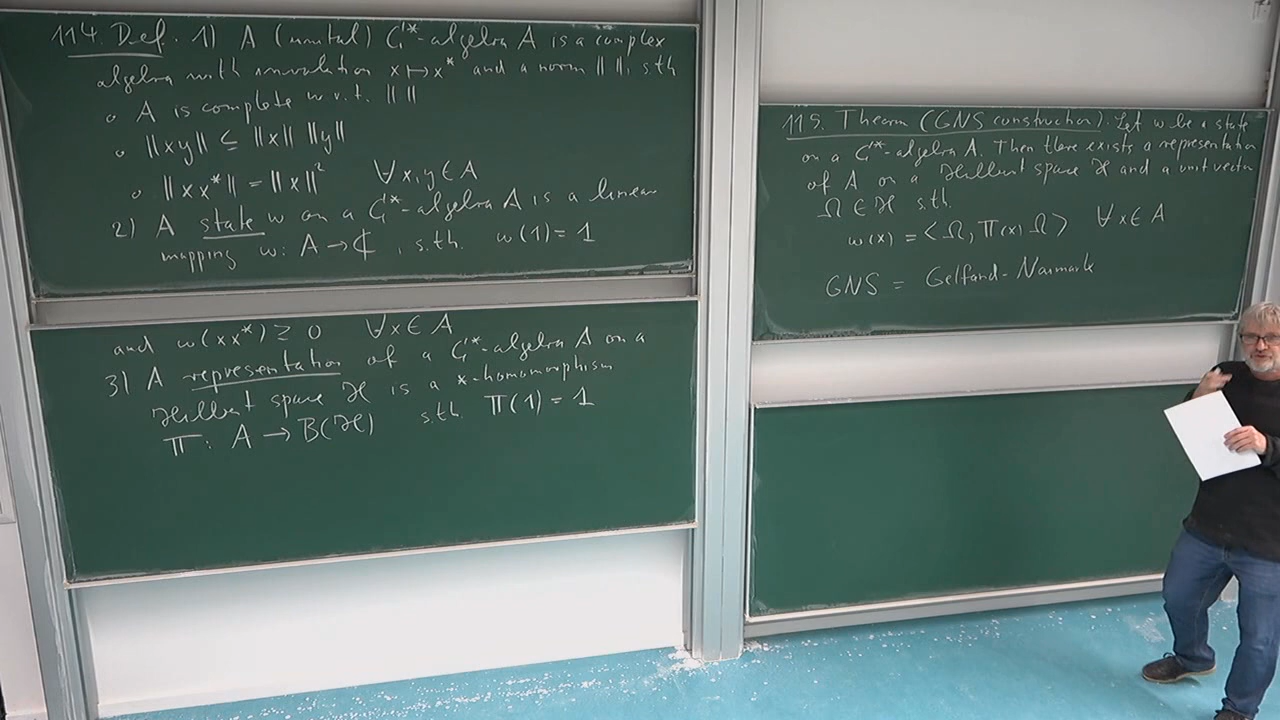 114. Def. 1) A (unital) C*-algebra A is a complex
algebra with involution x ↦ x* and a norm || ||, s.th
o A is complete w.r.t. || ||
o ||xy|| ≤ ||x|| ||y||
o ||xx*|| = ||x||² ∀x,y ∈ A
2) A state w on a C*-algebra A is a linear
mapping w: A → ℂ, s.th. w(1) = 1
and w(xx*) ≥ 0 ∀x ∈ A
3) A representation of a C*-algebra A on a
Hilbert space ℋ is a *-homomorphism
π: A → B(ℋ) s.th. π(1) = 1
115. Theorem (GNS construction). Let w be a state
on a C*-algebra A. Then there exists a representation
of A on a Hilbert space ℋ and a unit vector
Ω ∈ ℋ s.th.
w(x) = <Ω, π(x) Ω> ∀x ∈ A
GNS = Gelfand-Naimark